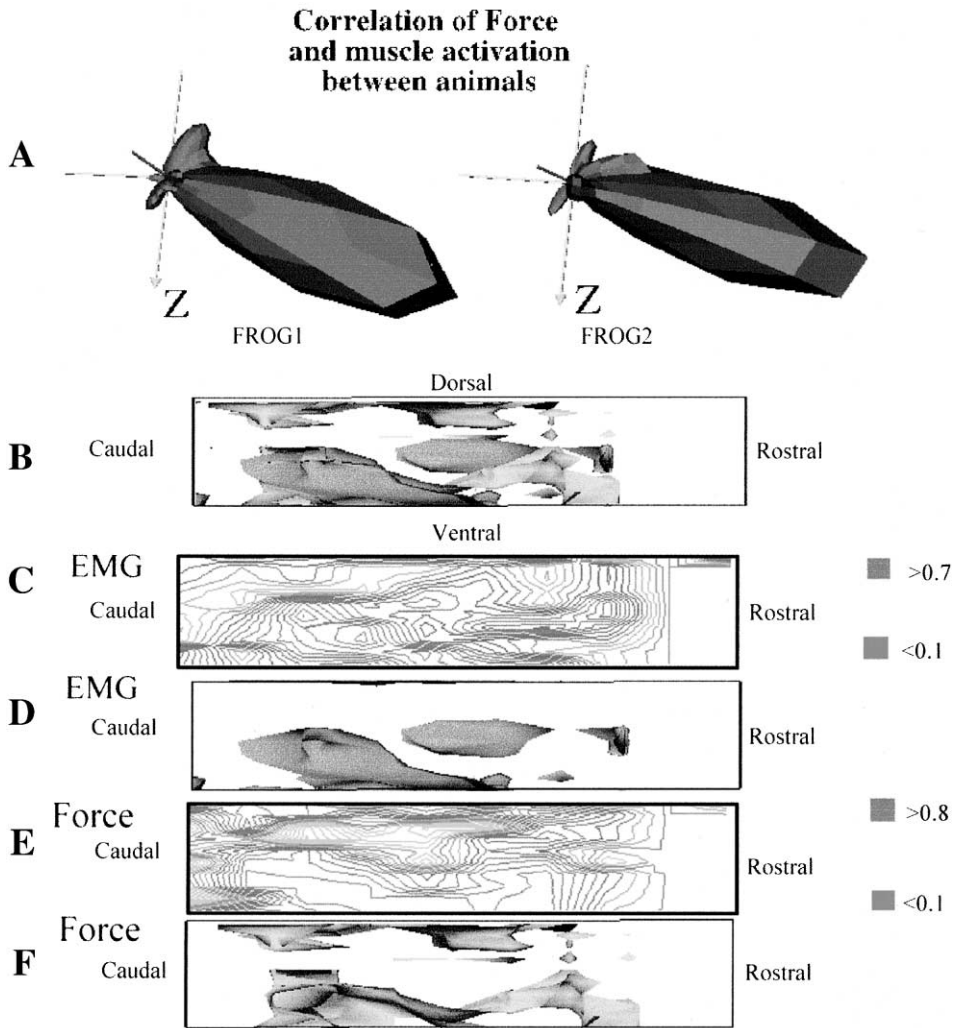 Correlation of Force
and muscle activation
between animals
A
Z
Z
FROG1
FROG2
Dorsal
B
Caudal
Rostral
Ventral
C
EMG
Caudal
Rostral
>0.7
<0.1
D
EMG
Caudal
Rostral
E
Force
Caudal
Rostral
>0.8
<0.1
F
Force
Caudal
Rostral